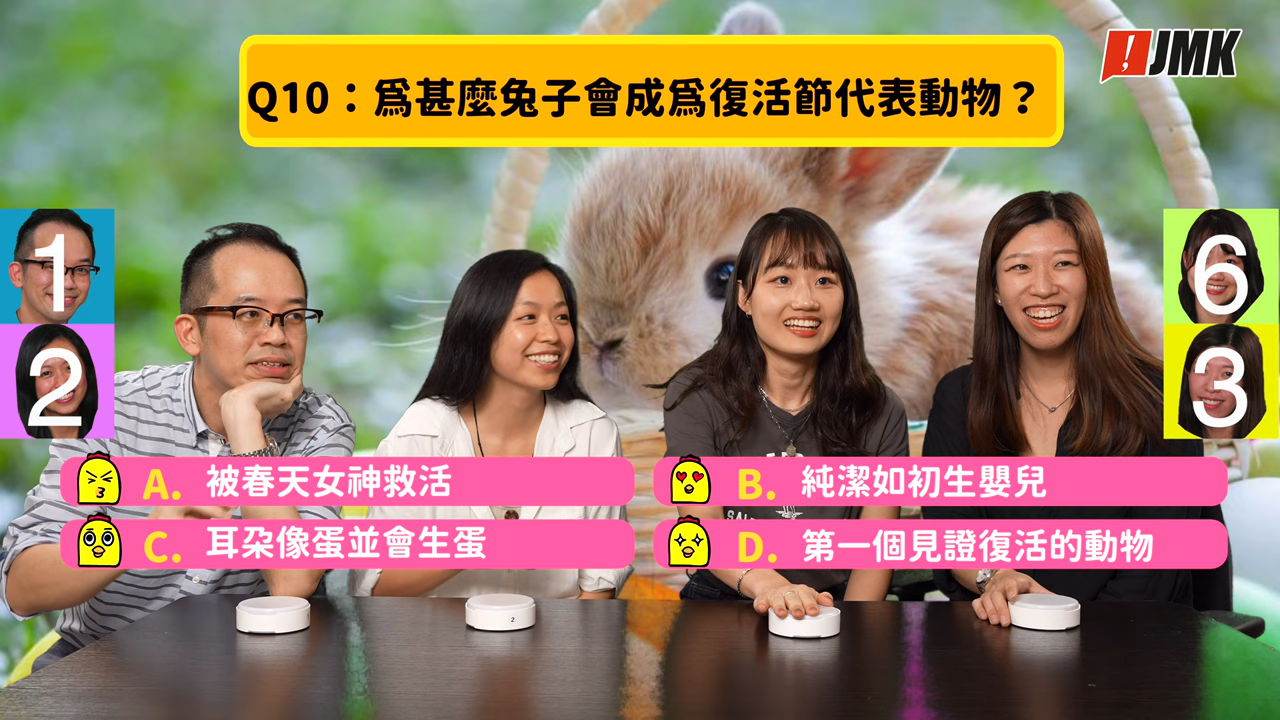 JMK
Q10：爲甚麼兔子會成爲復活節代表動物？
1
2
6
3
A. 被春天女神救活
B. 純潔如初生嬰兒
C. 耳朵像蛋並會生蛋
D. 第一個見證復活的動物
2